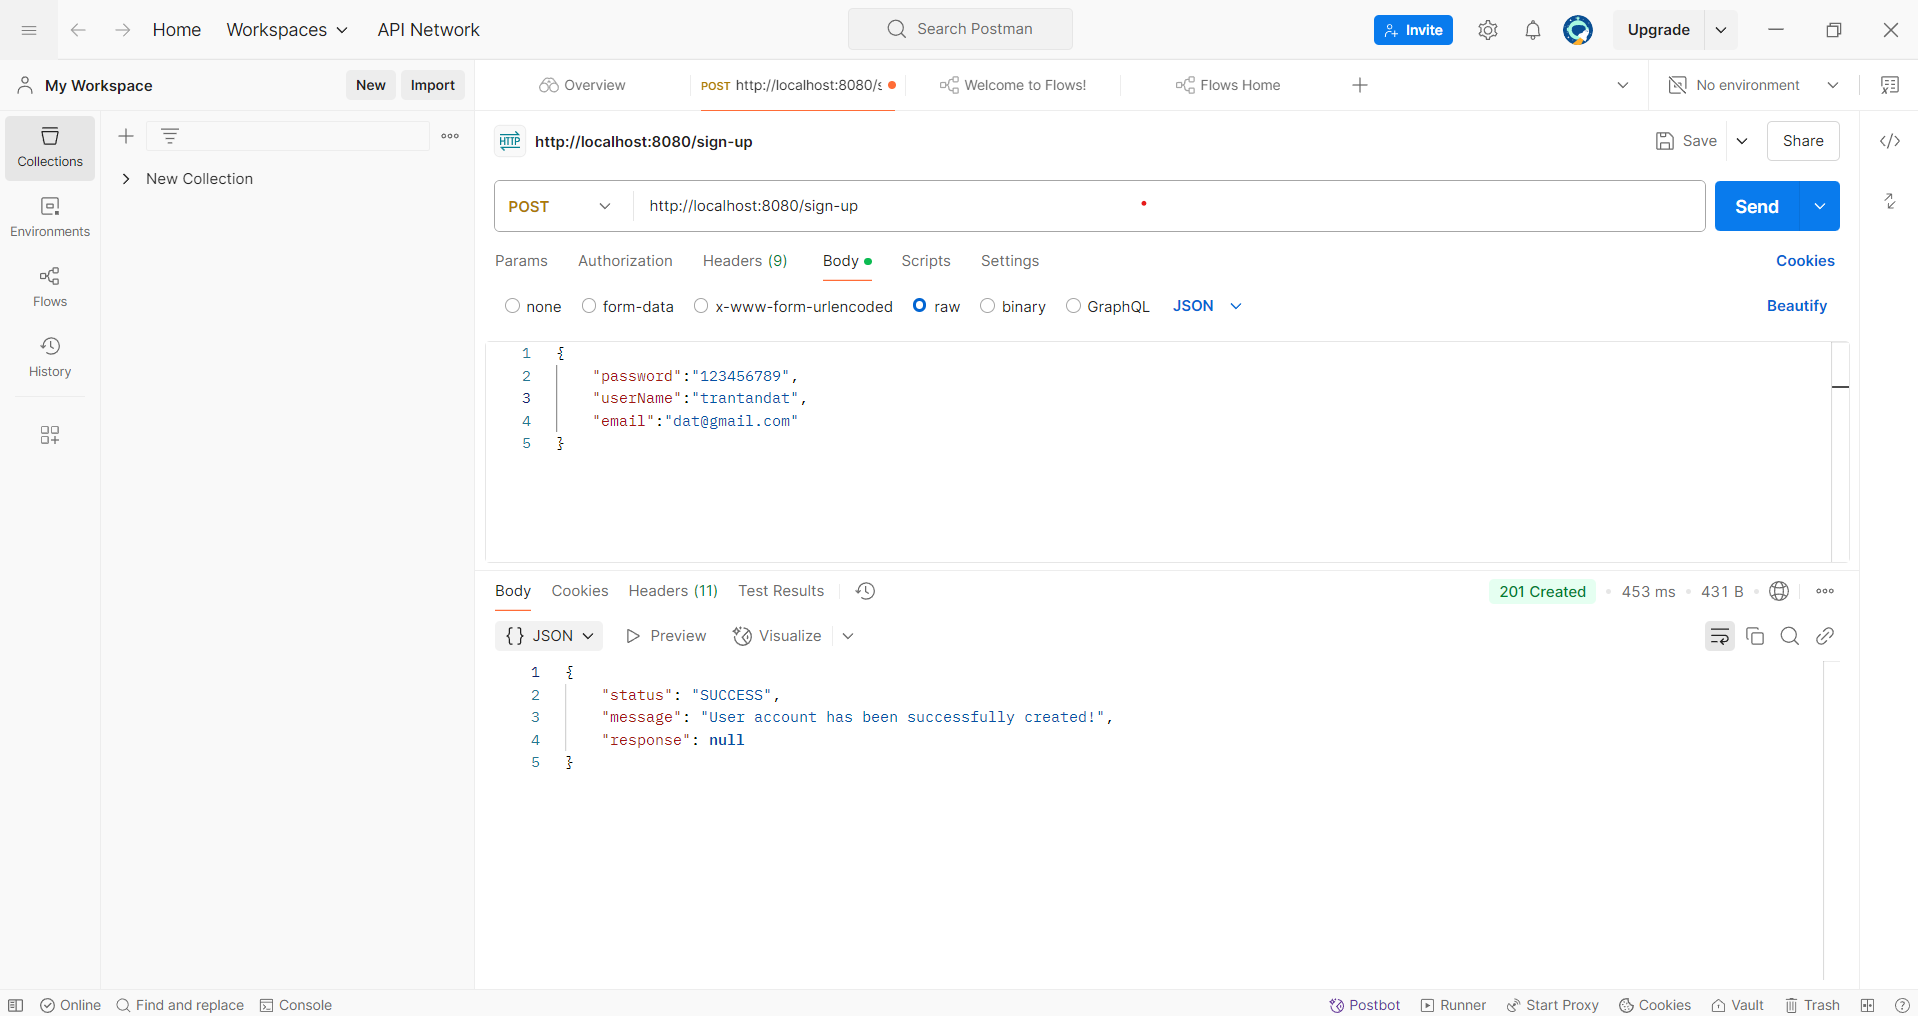 Home Workspaces API Network Search Postman Invite Upgrade
My Workspace New Import Overview POST http://localhost:8080/s Welcome to Flows! Flows Home No environment
Collections
New Collection
Environments
Flows
History
HTTP http://localhost:8080/sign-up Save Share
POST http://localhost:8080/sign-up Send
Params Authorization Headers (9) Body Scripts Settings Cookies
none form-data x-www-form-urlencoded raw binary GraphQL JSON Beautify
1 {
2 "password":"123456789",
3 "userName":"trantandat",
4 "email":"dat@gmail.com"
5 }
Body Cookies Headers (11) Test Results 201 Created 453 ms 431 B
{} JSON Preview Visualize
1 {
2 "status": "SUCCESS",
3 "message": "User account has been successfully created!",
4 "response": null
5 }
Online Find and replace Console Postbot Runner Start Proxy Cookies Vault Trash